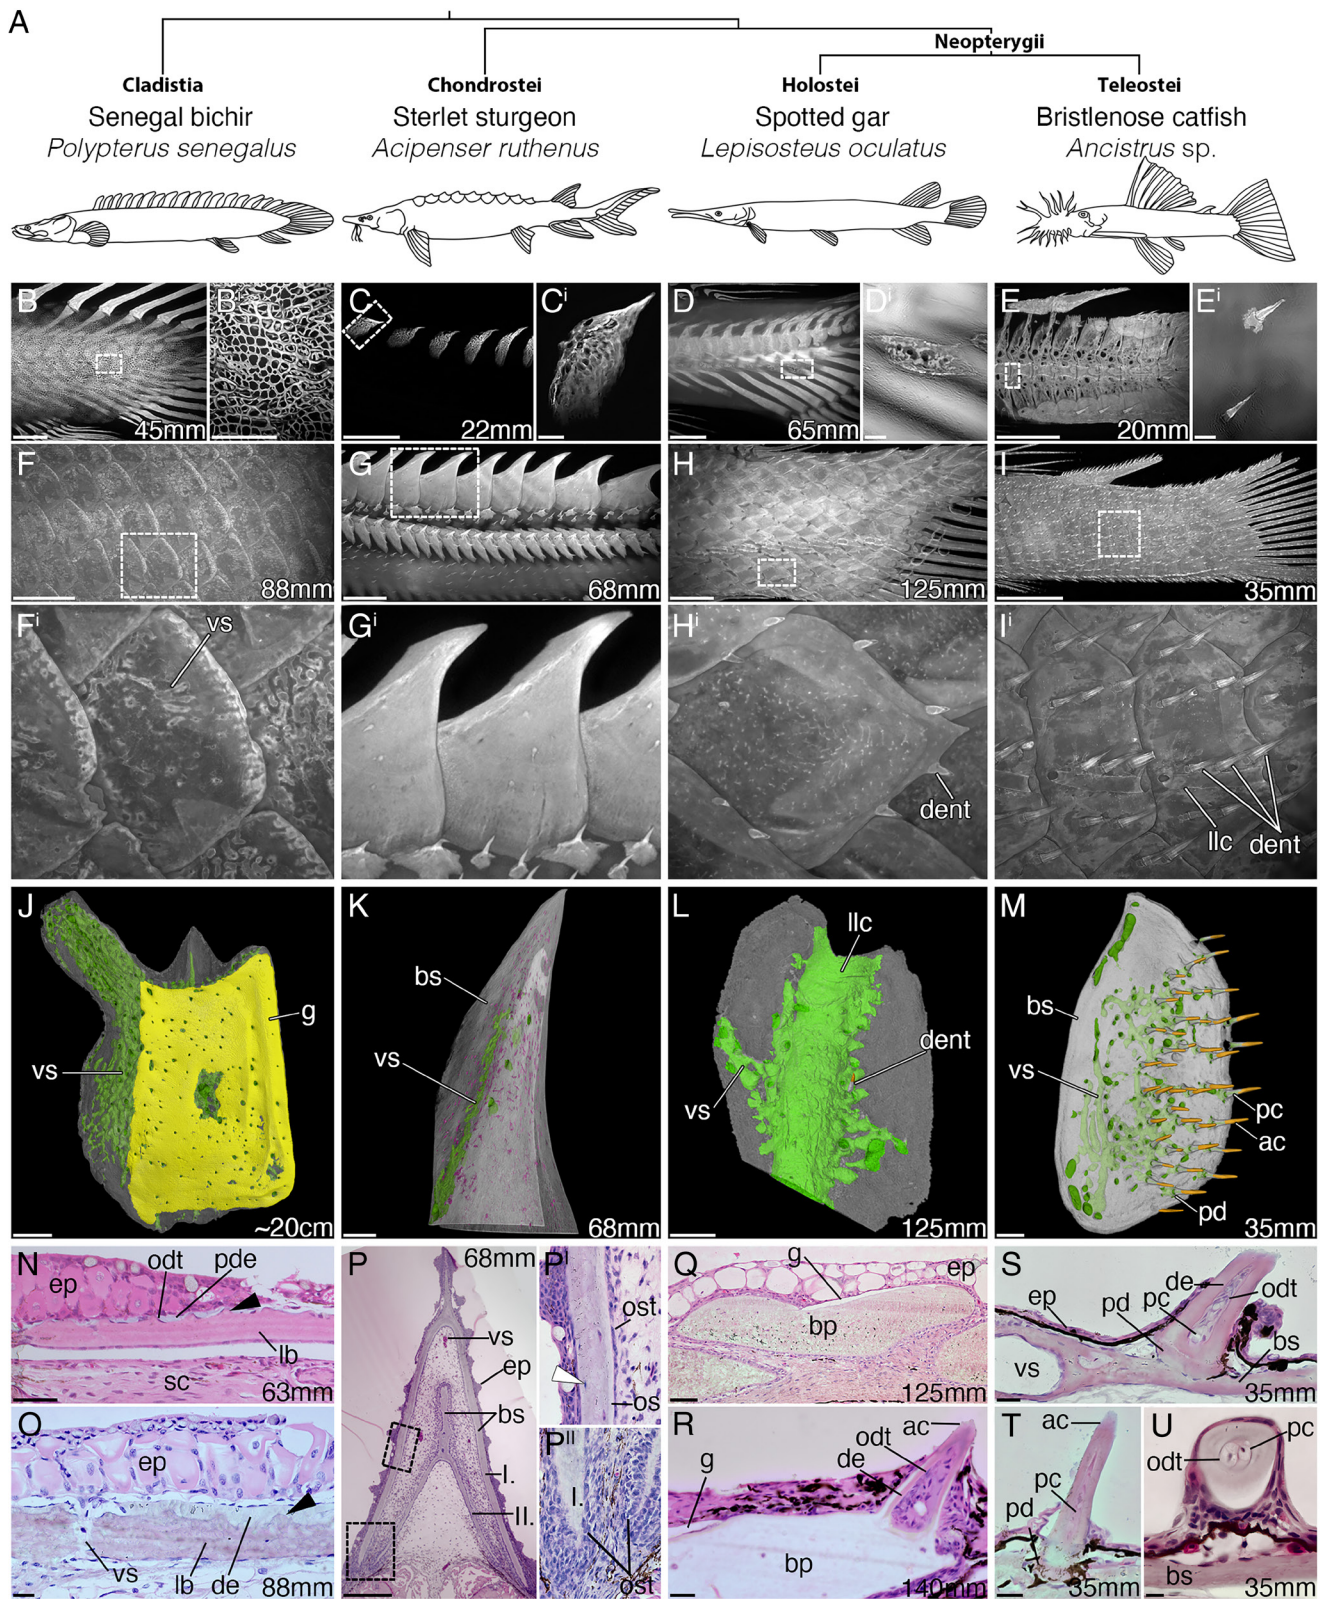 A
Neopterygii
Cladistia
Chondrostei
Holostei
Teleostei
Senegal bichir
Sterlet sturgeon
Spotted gar
Bristlenose catfish
Polypterus senegalus
Acipenser ruthenus
Lepisosteus oculatus
Ancistrus sp.
B
Bi
C
Ci
D
Di
E
Ei
45mm
22mm
65mm
20mm
F
G
H
I
88mm
68mm
125mm
35mm
Fi
vs
Gi
Hi
dent
Ii
llc
dent
J
g
vs
~20cm
K
bs
vs
68mm
L
llc
dent
vs
125mm
M
bs
vs
pc
ac
pd
35mm
N
odt
pde
ep
lb
sc
63mm
O
ep
vs
lb
de
88mm
P
68mm
vs
ep
bs
I.
II.
Pi
ost
os
Pii
I.
ost
Q
g
ep
bp
125mm
R
ac
odt
de
g
bp
140mm
S
de
odt
ep
pd
pc
bs
vs
35mm
T
ac
pc
pd
35mm
U
pc
odt
bs
35mm